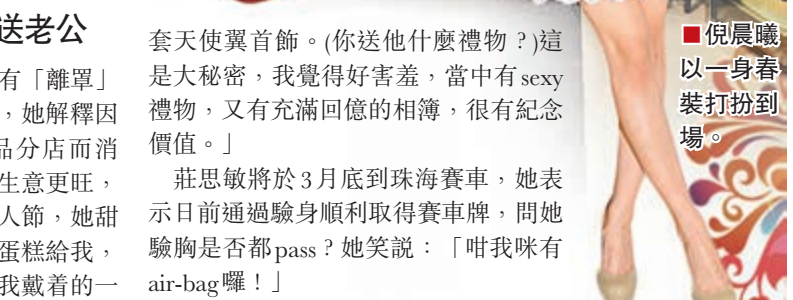 送老公
有「離罩」
，她解釋因
品分店而消
生意更旺，
人節，她甜
蛋糕給我，
我戴着的一
套天使翼首飾。(你送他什麼禮物？)這
是大秘密，我覺得好害羞，當中有sexy
禮物，又有充滿回憶的相簿，很有紀念
價值。」
莊思敏將於3月底到珠海賽車，她表
示日前通過驗身順利取得賽車牌，問她
驗胸是否都pass？她笑説：「咁我咪有
air-bag囉！」
■倪晨曦
以一身春
裝打扮到
場。